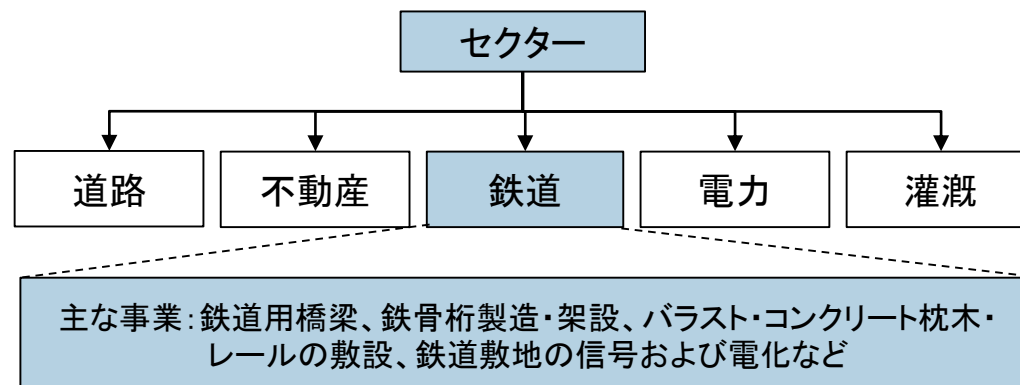 セクター
道路
不動産
鉄道
電力
灌漑
主な事業：鉄道用橋梁、鉄骨桁製造・架設、バラスト・コンクリート枕木・
レールの敷設、鉄道敷地の信号および電化など